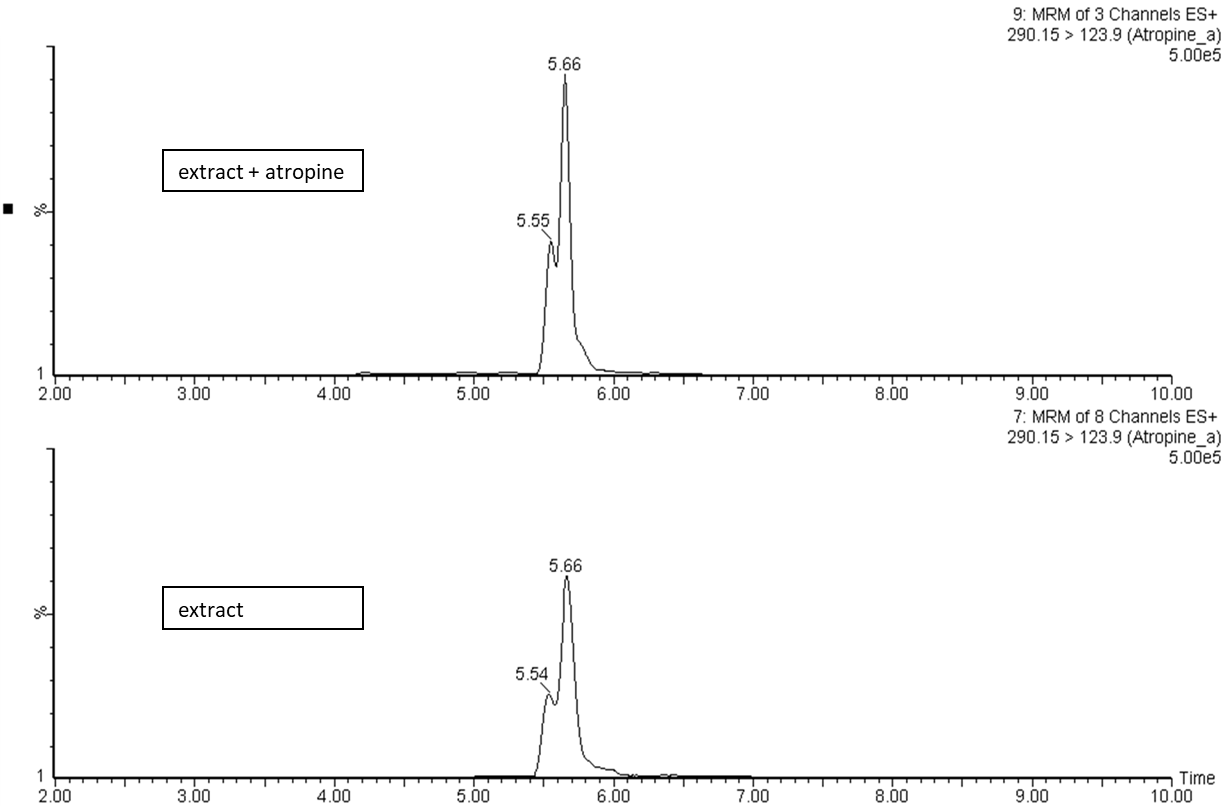 9: MRM of 3 Channels ES+
290.15 > 123.9 (Atropine_a)
5.00e5
5.66
extract + atropine
5.55
%
1
2.00 3.00 4.00 5.00 6.00 7.00 8.00 9.00 10.00
7: MRM of 8 Channels ES+
290.15 > 123.9 (Atropine_a)
5.00e5
5.66
extract
%
5.54
1
Time
2.00 3.00 4.00 5.00 6.00 7.00 8.00 9.00 10.00